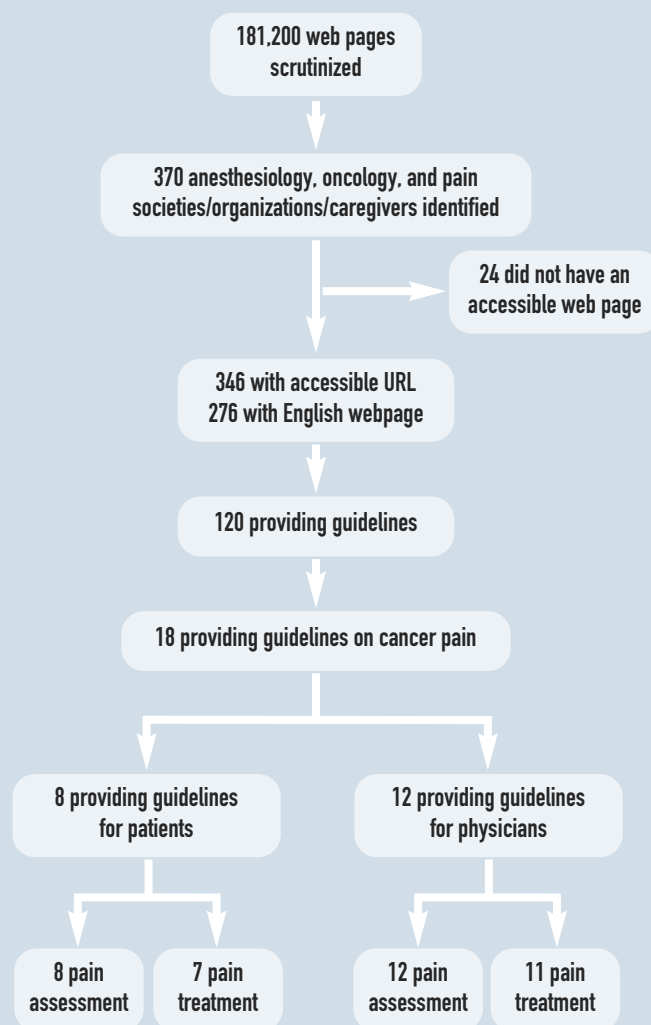 181,200 web pages
scrutinized
370 anesthesiology, oncology, and pain
societies/organizations/caregivers identified
24 did not have an
accessible web page
346 with accessible URL
276 with English webpage
120 providing guidelines
18 providing guidelines on cancer pain
8 providing guidelines
for patients
12 providing guidelines
for physicians
8 pain
assessment
7 pain
treatment
12 pain
assessment
11 pain
treatment